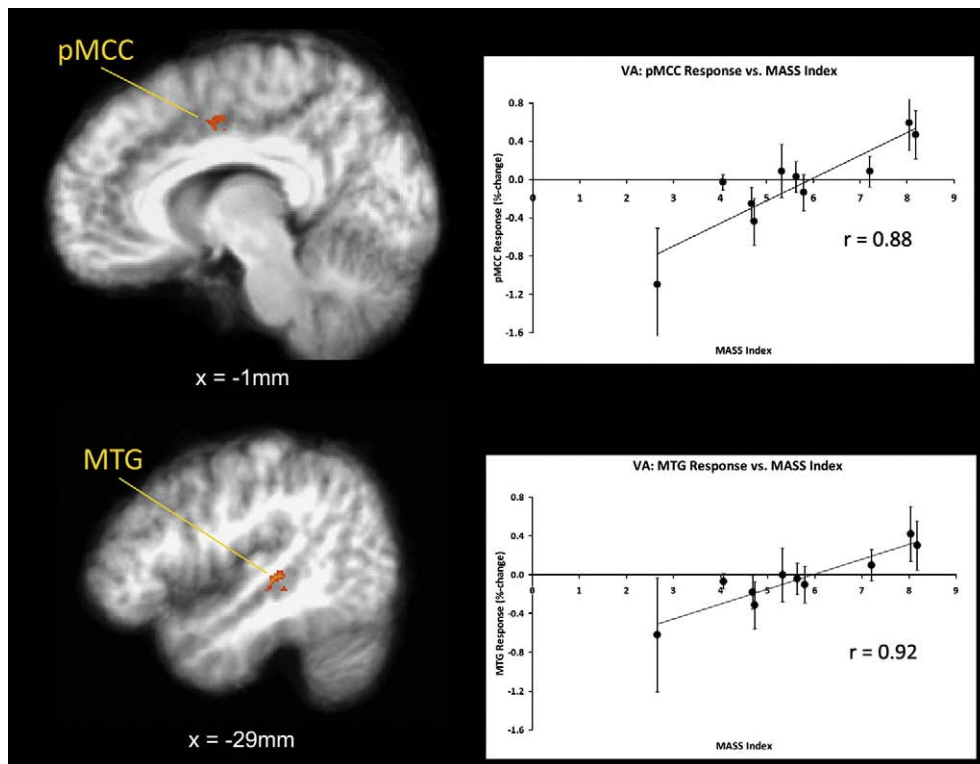 pMCC
x = -1mm
VA: pMCC Response vs. MASS Index
0.8
0.4
0.0
-0.4
-0.8
-1.2
-1.6
0 1 2 3 4 5 6 7 8 9
pMCC Response (%-change)
r = 0.88
MASS Index
MTG
x = -29mm
VA: MTG Response vs. MASS Index
0.8
0.4
0.0
-0.4
-0.8
-1.2
-1.6
0 1 2 3 4 5 6 7 8 9
MTG Response (%-change)
r = 0.92
MASS Index